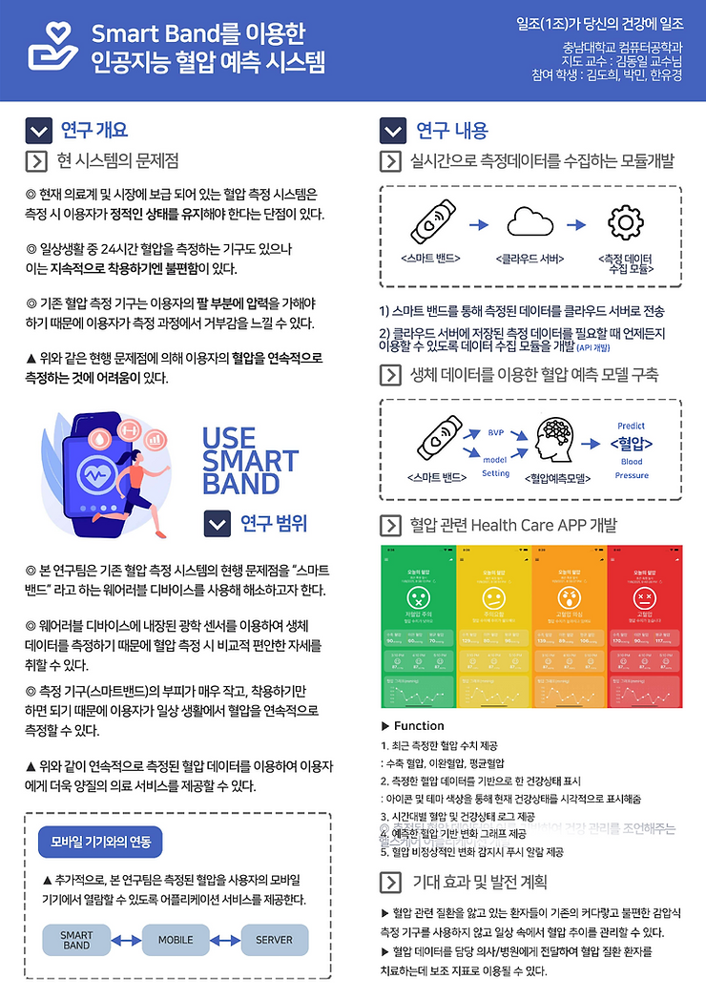 Smart Band를 이용한
인공지능 혈압 예측 시스템
일조(1조)가 당신의 건강에 일조
충남대학교 컴퓨터공학과
지도 교수 : 김동일 교수님
참여 학생 : 김도희, 박민, 한유경
연구 개요
현 시스템의 문제점
◎ 현재 의료계 및 시장에 보급 되어 있는 혈압 측정 시스템은
측정 시 이용자가 정적인 상태를 유지해야 한다는 단점이 있다.
◎ 일상생활 중 24시간 혈압을 측정하는 기구도 있으나
이는 지속적으로 착용하기엔 불편함이 있다.
◎ 기존 혈압 측정 기구는 이용자의 팔 부분에 압력을 가해야
하기 때문에 이용자가 측정 과정에서 거부감을 느낄 수 있다.
▲ 위와 같은 현행 문제점에 의해 이용자의 혈압을 연속적으로
측정하는 것에 어려움이 있다.
USE
SMART
BAND
연구 범위
◎ 본 연구팀은 기존 혈압 측정 시스템의 현행 문제점을 "스마트
밴드" 라고 하는 웨어러블 디바이스를 사용해 해소하고자 한다.
◎ 웨어러블 디바이스에 내장된 광학 센서를 이용하여 생체
데이터를 측정하기 때문에 혈압 측정 시 비교적 편안한 자세를
취할 수 있다.
◎ 측정 기구(스마트밴드)의 부피가 매우 작고, 착용하기만
하면 되기 때문에 이용자가 일상 생활에서 혈압을 연속적으로
측정할 수 있다.
▲ 위와 같이 연속적으로 측정된 혈압 데이터를 이용하여 이용자
에게 더욱 양질의 의료 서비스를 제공할 수 있다.
모바일 기기와의 연동
▲ 추가적으로, 본 연구팀은 측정된 혈압을 사용자의 모바일
기기에서 열람할 수 있도록 어플리케이션 서비스를 제공한다.
SMART
BAND
MOBILE
SERVER
연구 내용
실시간으로 측정데이터를 수집하는 모듈개발
<스마트 밴드>
<클라우드 서버>
<측정 데이터
수집 모듈>
1) 스마트 밴드를 통해 측정된 데이터를 클라우드 서버로 전송
2) 클라우드 서버에 저장된 측정 데이터를 필요할 때 언제든지
이용할 수 있도록 데이터 수집 모듈을 개발 (API 개발)
생체 데이터를 이용한 혈압 예측 모델 구축
<스마트 밴드>
BVP
model
Setting
<혈압예측모델>
Predict
<혈압>
Blood
Pressure
혈압 관련 Health Care APP 개발
오늘의 혈압
저혈압 주의
오늘의 혈압
주의요함
오늘의 혈압
고혈압 의심
오늘의 혈압
고혈압
▶ Function
1. 최근 측정한 혈압 수치 제공
: 수축 혈압, 이완혈압, 평균혈압
2. 측정한 혈압 데이터를 기반으로 한 건강상태 표시
: 아이콘 및 테마 색상을 통해 현재 건강상태를 시각적으로 표시해줌
3. 시간대별 혈압 및 건강상태 로그 제공
4. 예측한 혈압 기반 변화 그래프 제공
5. 혈압 비정상적인 변화 감지시 푸시 알람 제공
기대 효과 및 발전 계획
▶ 혈압 관련 질환을 앓고 있는 환자들이 기존의 커다랗고 불편한 감압식
측정 기구를 사용하지 않고 일상 속에서 혈압 추이를 관리할 수 있다.
▶ 혈압 데이터를 담당 의사/병원에게 전달하여 혈압 질환 환자를
치료하는데 보조 지표로 이용될 수 있다.